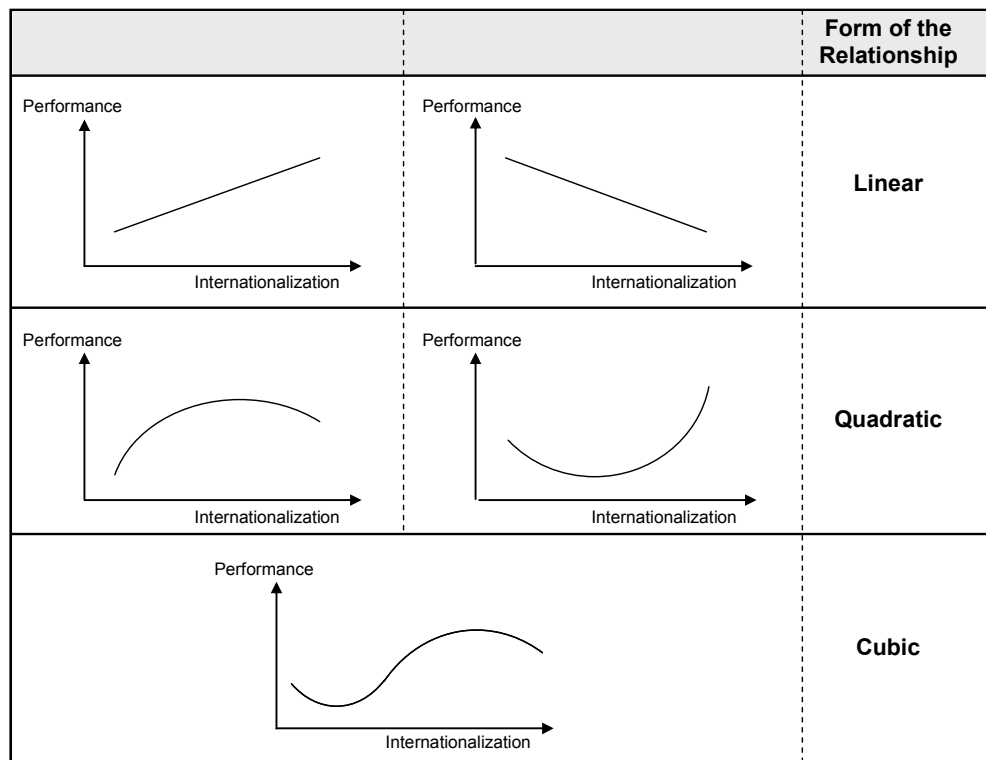 Form of the
Relationship
Performance
Internationalization
Performance
Internationalization
Linear
Performance
Internationalization
Performance
Internationalization
Quadratic
Performance
Internationalization
Cubic